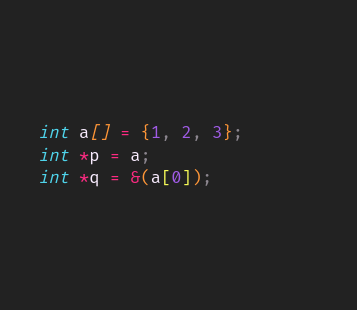 int a[] = {1, 2, 3};
int *p = a;
int *q = &(a[0]);